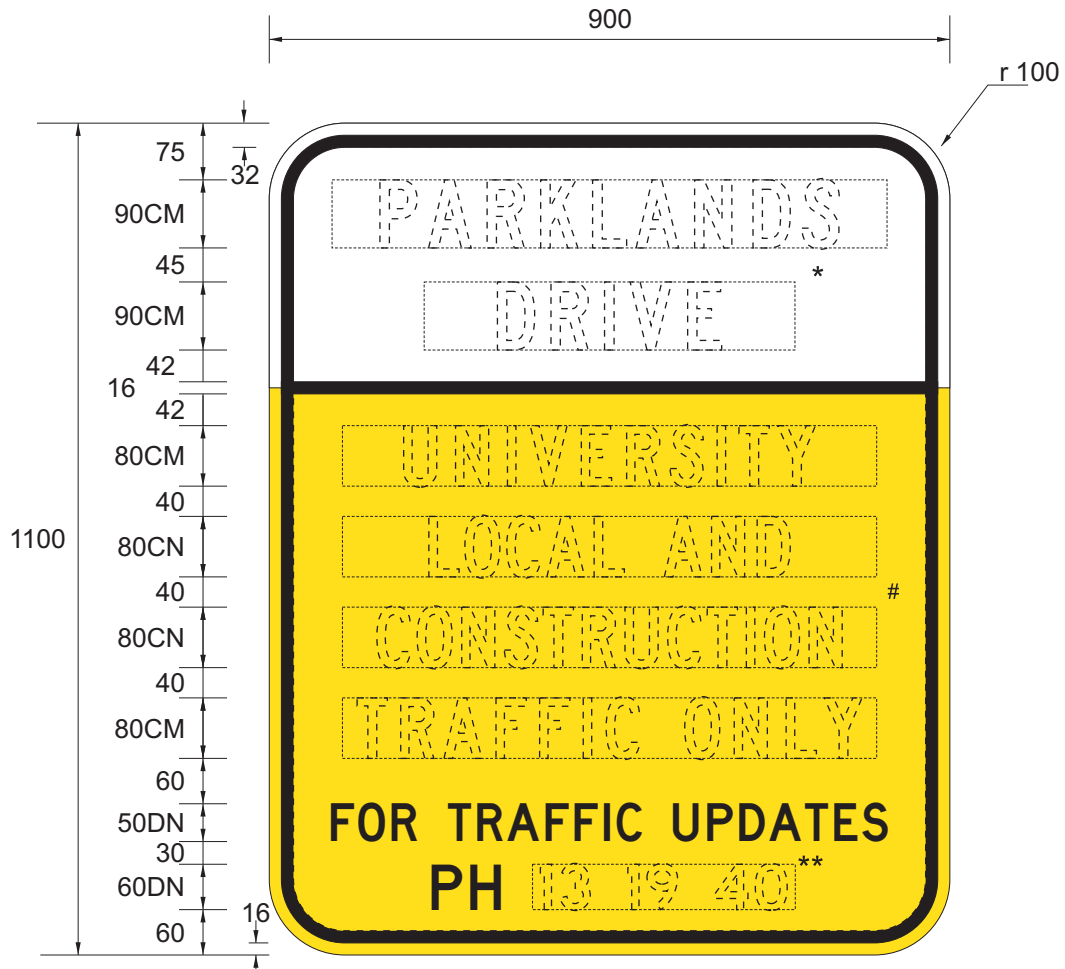 900
r 100
75
32
90CM
PARKLANDS
45
*
90CM
DRIVE
42
16
42
80CM
UNIVERSITY
40
1100
80CN
LOCAL AND
40
#
80CN
CONSTRUCTION
40
80CM
TRAFFIC ONLY
60
50DN
FOR TRAFFIC UPDATES
30
60DN
PH 13 19 40**
16
60